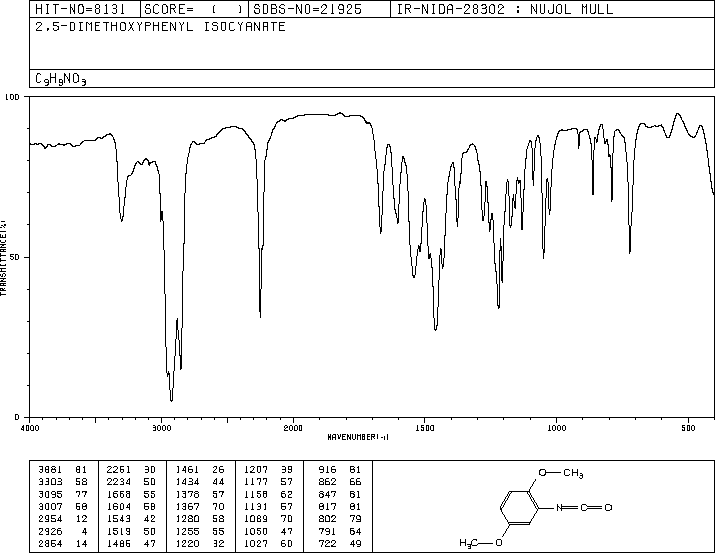 HIT-NO=8131 SCORE= ( ) SDBS-NO=21925 IR-NIDA-28302 : NUJOL MULL
2,5-DIMETHOXYPHENYL ISOCYANATE
C9H9NO3
100
50
0
TRANSMITTANCE(%)
4000 3000 2000 1500 1000 500
WAVENUMBER(-1)
3881 81 2261 30 1461 26 1207 39 916 81
3303 58 2234 50 1434 44 1177 57 862 66
3095 77 1668 55 1378 57 1158 62 847 81
3007 60 1604 58 1367 70 1131 57 817 81
2954 12 1543 42 1280 58 1089 70 802 79
2926 4 1519 50 1255 55 1050 47 791 64
2854 14 1486 47 1220 32 1027 60 722 49
O CH3
N C O
H3C O